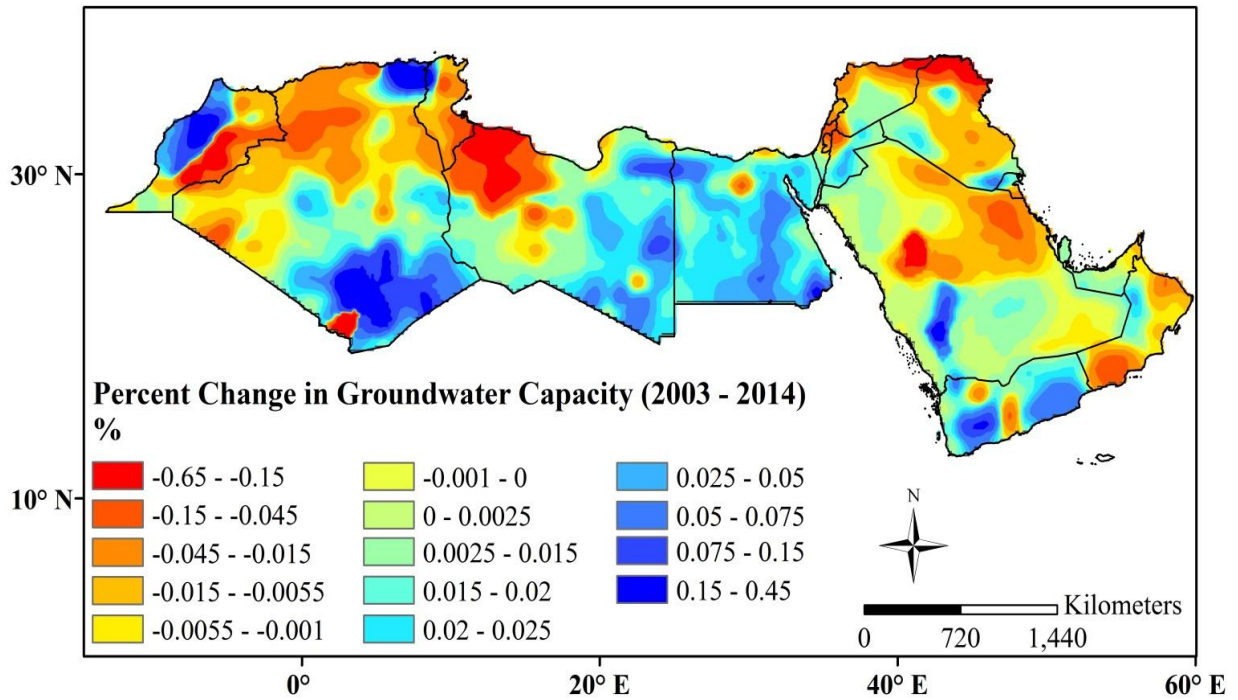 30° N
10° N
Percent Change in Groundwater Capacity (2003 - 2014)
%
-0.65 - -0.15
-0.15 - -0.045
-0.045 - -0.015
-0.015 - -0.0055
-0.0055 - -0.001
-0.001 - 0
0 - 0.0025
0.0025 - 0.015
0.015 - 0.02
0.02 - 0.025
0.025 - 0.05
0.05 - 0.075
0.075 - 0.15
0.15 - 0.45
N
Kilometers
0 720 1,440
0° 20° E 40° E 60° E